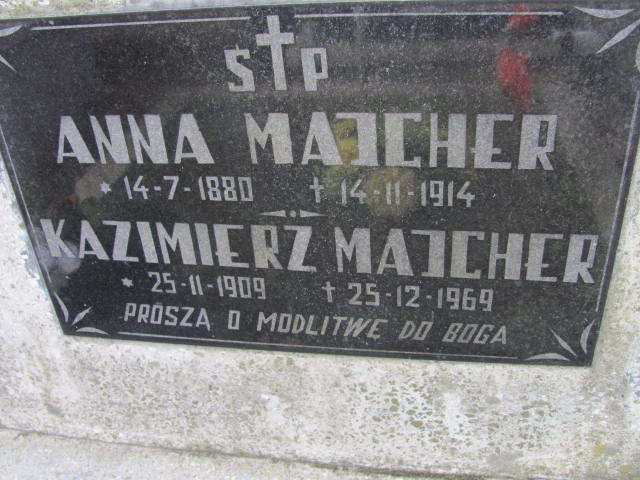 S†P
ANNA MAJCHER
* 14-7-1880 † 14-11-1914
KAZIMIERZ MAJCHER
* 25-11-1909 † 25-12-1969
PROSZĄ O MODLITWĘ DO BOGA